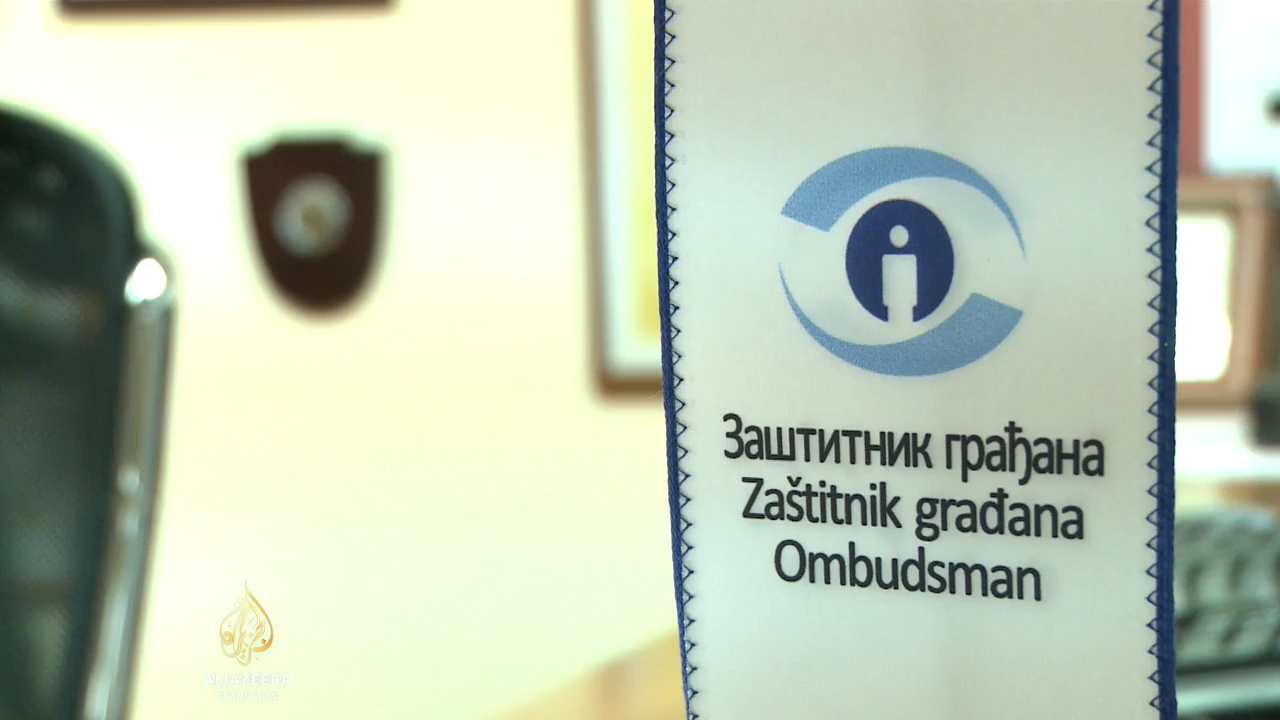 Заштитник грађана
Zaštitnik građana
Ombudsman
ALJAZEERA
BALKANS